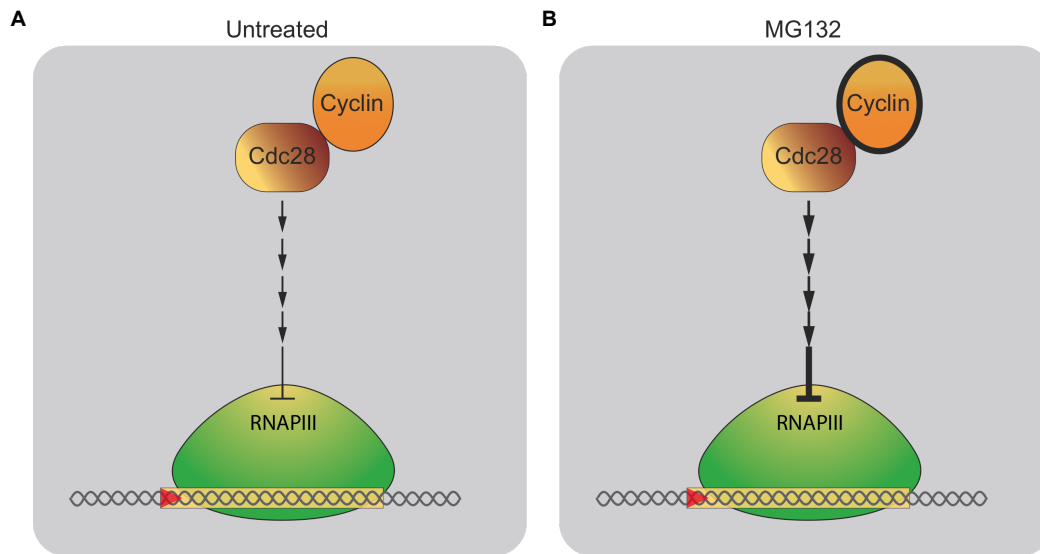 A
Untreated
Cyclin
Cdc28
RNAPIII
B
MG132
Cyclin
Cdc28
RNAPIII